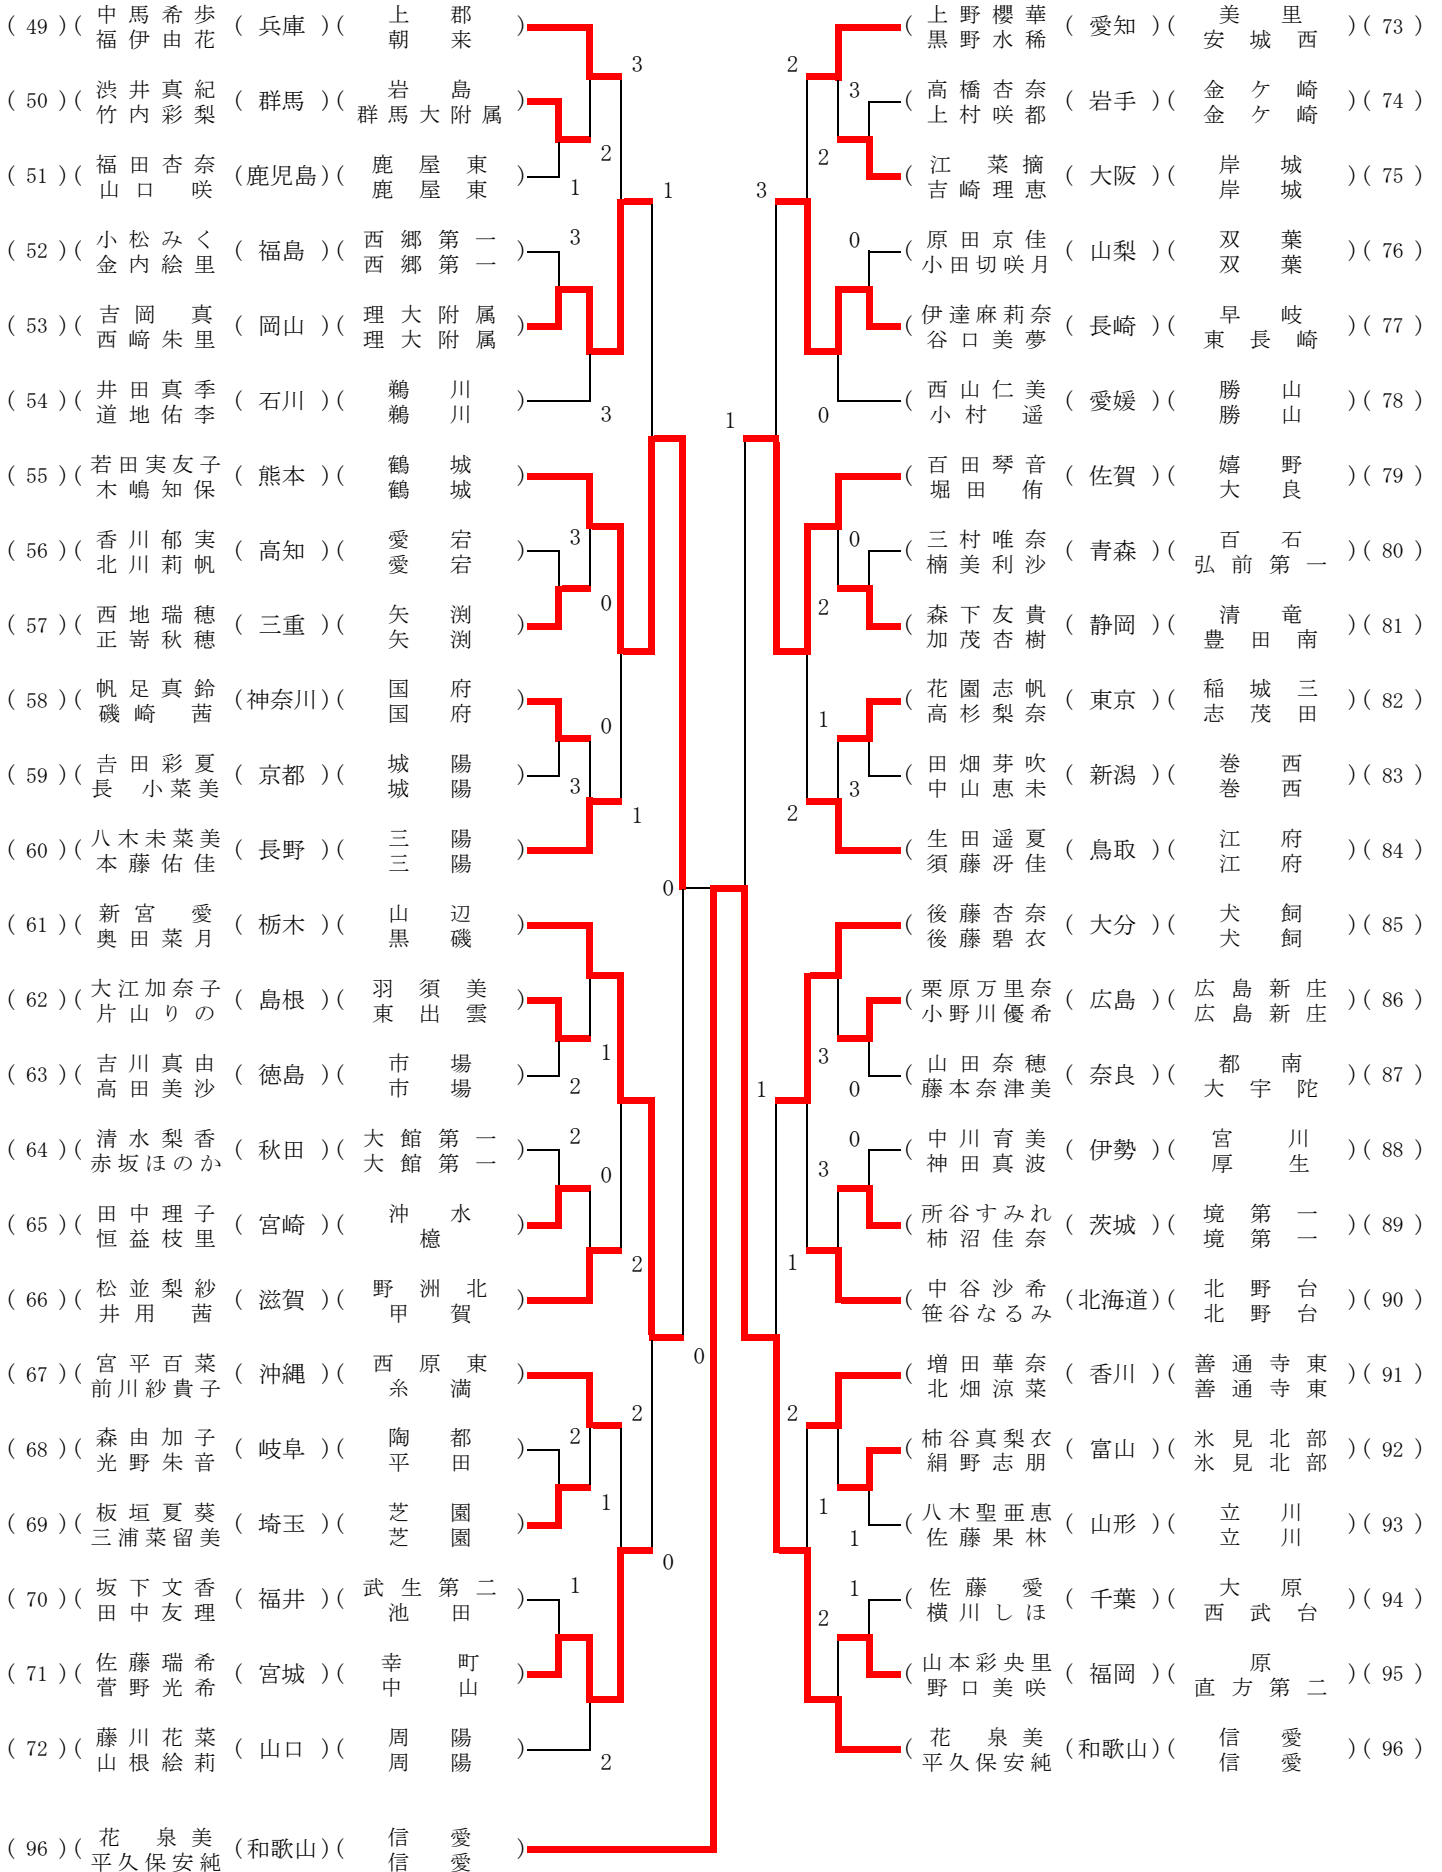 ( 49 )( 中馬希歩 福伊由花 ( 兵庫 )( 上郡 朝来 )
( 50 )( 渋井真紀 竹内彩梨 ( 群馬 )( 岩島 群馬大附属 )
( 51 )( 福田杏奈 山口咲 (鹿児島)( 鹿屋東 鹿屋東 )
( 52 )( 小松みく 金内絵里 ( 福島 )( 西郷第一 西郷第一 )
( 53 )( 吉岡真 西﨑朱里 ( 岡山 )( 理大附属 理大附属 )
( 54 )( 井田真季 道地佑李 ( 石川 )( 鵜川 鵜川 )
( 55 )( 若田実友子 木嶋知保 ( 熊本 )( 鶴城 鶴城 )
( 56 )( 香川郁実 北川莉帆 ( 高知 )( 愛宕 愛宕 )
( 57 )( 西地瑞穂 正嵜秋穂 ( 三重 )( 矢渕 矢渕 )
( 58 )( 帆足真鈴 磯崎茜 (神奈川)( 国府 国府 )
( 59 )( 吉田彩夏 長小菜美 ( 京都 )( 城陽 城陽 )
( 60 )( 八木未菜美 本藤佑佳 ( 長野 )( 三陽 三陽 )
( 61 )( 新宮愛 奥田菜月 ( 栃木 )( 山辺 黒磯 )
( 62 )( 大江加奈子 片山りの ( 島根 )( 羽須美 東出雲 )
( 63 )( 吉川真由 高田美沙 ( 徳島 )( 市場 市場 )
( 64 )( 清水梨香 赤坂ほのか ( 秋田 )( 大館第一 大館第一 )
( 65 )( 田中理子 恒益枝里 ( 宮崎 )( 沖水 檍 )
( 66 )( 松並梨紗 井用茜 ( 滋賀 )( 野洲北 甲賀 )
( 67 )( 宮平百菜 前川紗貴子 ( 沖縄 )( 西原東 糸満 )
( 68 )( 森由加子 光野朱音 ( 岐阜 )( 陶都 平田 )
( 69 )( 板垣夏葵 三浦菜留美 ( 埼玉 )( 芝園 芝園 )
( 70 )( 坂下文香 田中友理 ( 福井 )( 武生第二 池田 )
( 71 )( 佐藤瑞希 菅野光希 ( 宮城 )( 幸町 中山 )
( 72 )( 藤川花菜 山根絵莉 ( 山口 )( 周陽 周陽 )
( 96 )( 花泉美 平久保安純 (和歌山)( 信愛 信愛 )
3
2
1
1
3
3
3
0
0
3
1
0
1
2
2
0
2
0
2
2
1
0
1
2
2
3
2
3
0
0
1
0
2
1
3
2
3
0
1
0
3
1
2
1
1
1
2
( 上野櫻華 黒野水稀 ( 愛知 )( 美里 安城西 )( 73 )
( 高橋杏奈 上村咲都 ( 岩手 )( 金ケ崎 金ケ崎 )( 74 )
( 江菜摘 吉崎理恵 ( 大阪 )( 岸城 岸城 )( 75 )
( 原田京佳 小田切咲月 ( 山梨 )( 双葉 双葉 )( 76 )
( 伊達麻莉奈 谷口美夢 ( 長崎 )( 早岐 東長崎 )( 77 )
( 西山仁美 小村遥 ( 愛媛 )( 勝山 勝山 )( 78 )
( 百田琴音 堀田侑 ( 佐賀 )( 嬉野 大良 )( 79 )
( 三村唯奈 楠美利沙 ( 青森 )( 百石 弘前第一 )( 80 )
( 森下友貴 加茂杏樹 ( 静岡 )( 清竜 豊田南 )( 81 )
( 花園志帆 高杉梨奈 ( 東京 )( 稲城三 志茂田 )( 82 )
( 田畑芽吹 中山恵未 ( 新潟 )( 巻西 巻西 )( 83 )
( 生田遥夏 須藤冴佳 ( 鳥取 )( 江府 江府 )( 84 )
( 後藤杏奈 後藤碧衣 ( 大分 )( 犬飼 犬飼 )( 85 )
( 栗原万里奈 小野川優希 ( 広島 )( 広島新庄 広島新庄 )( 86 )
( 山田奈穂 藤本奈津美 ( 奈良 )( 都南 大宇陀 )( 87 )
( 中川育美 神田真波 ( 伊勢 )( 宮川 厚生 )( 88 )
( 所谷すみれ 柿沼佳奈 ( 茨城 )( 境第一 境第一 )( 89 )
( 中谷沙希 笹谷なるみ (北海道)( 北野台 北野台 )( 90 )
( 増田華奈 北畑涼菜 ( 香川 )( 善通寺東 善通寺東 )( 91 )
( 柿谷真梨衣 絹野志朋 ( 富山 )( 氷見北部 氷見北部 )( 92 )
( 八木聖亜恵 佐藤果林 ( 山形 )( 立川 立川 )( 93 )
( 佐藤愛 横川しほ ( 千葉 )( 大原 西武台 )( 94 )
( 山本彩央里 野口美咲 ( 福岡 )( 原 直方第二 )( 95 )
( 花泉美 平久保安純 (和歌山)( 信愛 信愛 )( 96 )